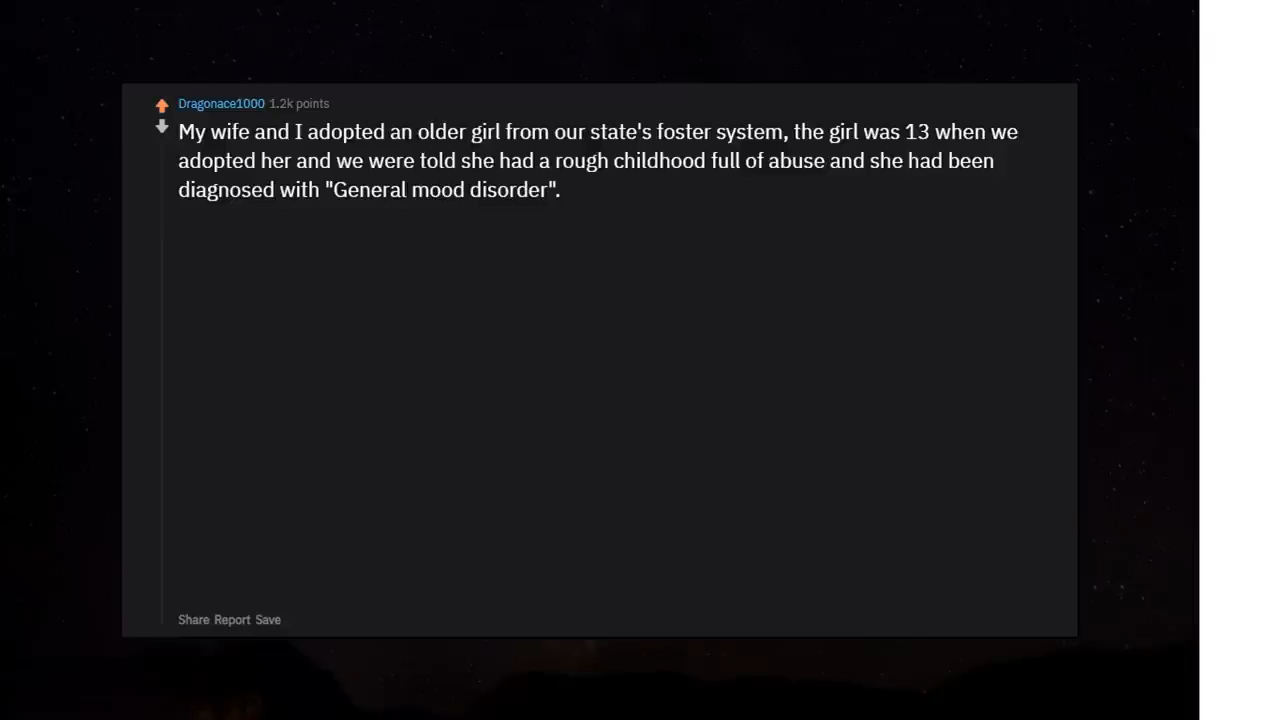 Dragonace1000 1.2k points
My wife and I adopted an older girl from our state's foster system, the girl was 13 when we
adopted her and we were told she had a rough childhood full of abuse and she had been
diagnosed with "General mood disorder".
Share Report Save